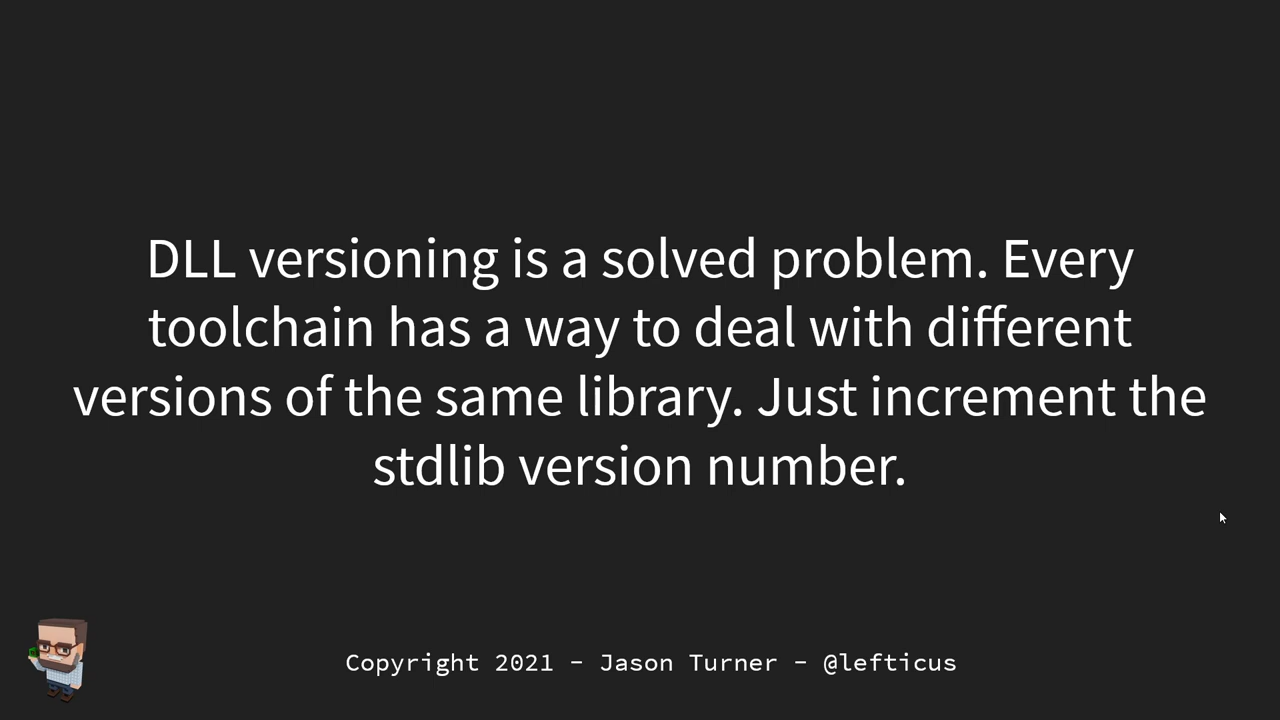 DLL versioning is a solved problem. Every
toolchain has a way to deal with different
versions of the same library. Just increment the
stdlib version number.
Copyright 2021 - Jason Turner - @lefticus